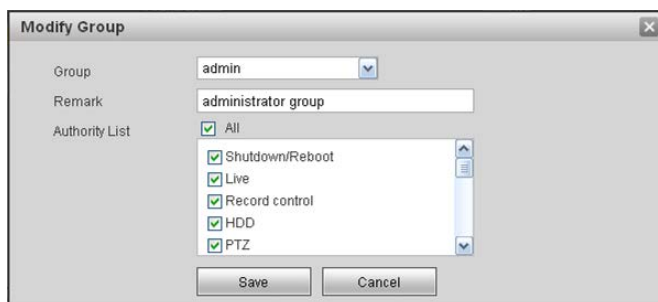 Modify Group
Group admin
Remark administrator group
Authority List All
Shutdown/Reboot
Live
Record control
HDD
PTZ
Save Cancel